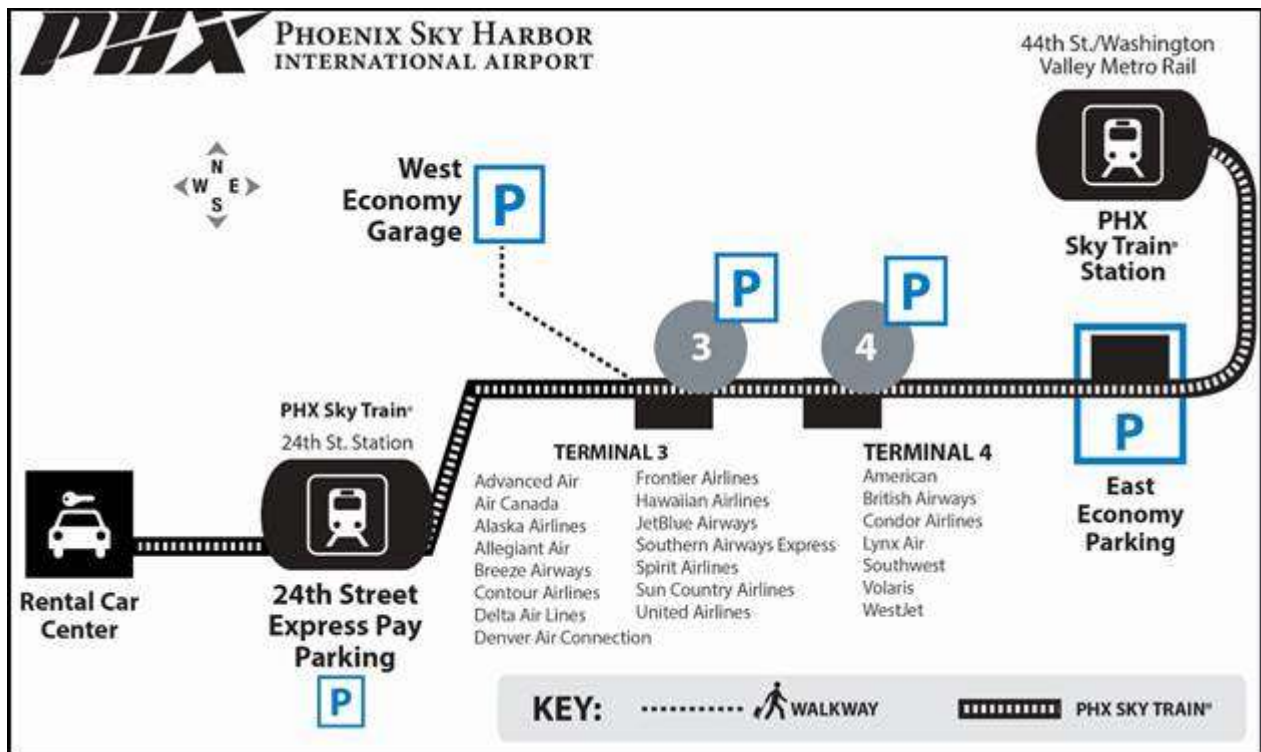 PHX
PHOENIX SKY HARBOR
INTERNATIONAL AIRPORT
44th St./Washington
Valley Metro Rail
PHX
Sky Train®
Station
N
W E
S
West
Economy
Garage
P
P
P
3
4
PHX Sky Train®
24th St. Station
Rental Car
Center
24th Street
Express Pay
Parking
P
TERMINAL 3
Advanced Air
Air Canada
Alaska Airlines
Allegiant Air
Breeze Airways
Contour Airlines
Delta Air Lines
Denver Air Connection
Frontier Airlines
Hawaiian Airlines
JetBlue Airways
Southern Airways Express
Spirit Airlines
Sun Country Airlines
United Airlines
TERMINAL 4
American
British Airways
Condor Airlines
Lynx Air
Southwest
Volaris
WestJet
P
East
Economy
Parking
KEY: WALKWAY PHX SKY TRAIN®